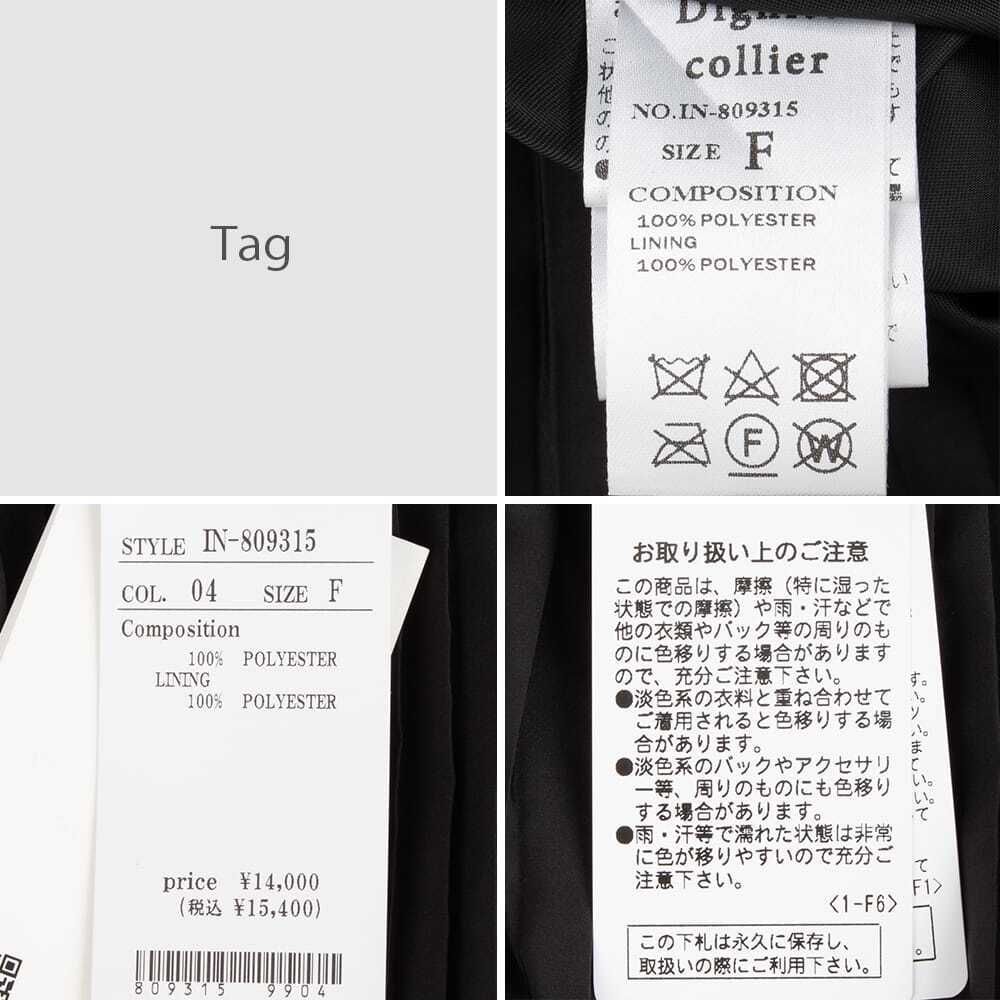 Tag
collier
NO.IN-809315
SIZE F
COMPOSITION
100% POLYESTER
LINING
100% POLYESTER
F
W
STYLE IN-809315
COL. 04 SIZE F
Composition
100% POLYESTER
LINING
100% POLYESTER
price ¥14,000
(税込 ¥15,400)
809315 9904
お取り扱い上のご注意
この商品は、摩擦（特に湿った
状態での摩擦）や雨・汗などで
他の衣類やバック等の周りのも
のに色移りする場合があります
ので、充分ご注意下さい。
●淡色系の衣料と重ね合わせて
ご着用されると色移りする場
合があります。
●淡色系のバックやアクセサリ
ー等、周りのものにも色移り
する場合があります。
●雨・汗等で濡れた状態は非常
に色が移りやすいので充分ご
注意下さい。
〈1-F6〉
この下札は永久に保存し、
取扱いの際にご利用下さい。
F1〉